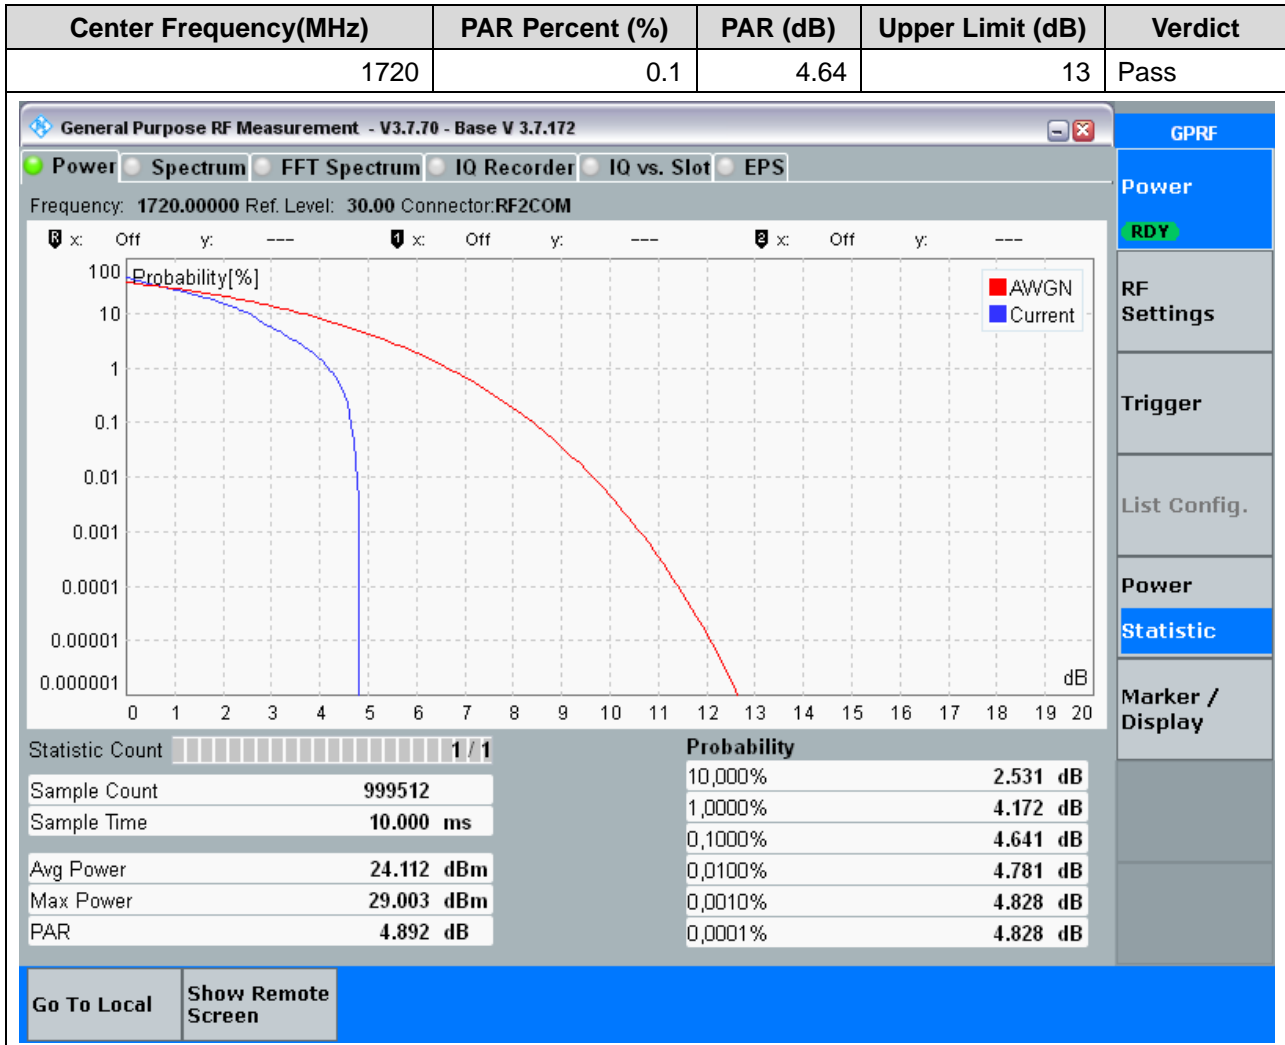 Center Frequency(MHz) PAR Percent (%) PAR (dB) Upper Limit (dB) Verdict
1720 0.1 4.64 13 Pass
General Purpose RF Measurement - V3.7.70 - Base V 3.7.172
GPRF
Power Spectrum FFT Spectrum IQ Recorder IQ vs. Slot EPS
Frequency: 1720.00000 Ref. Level: 30.00 Connector:RF2COM
R x: Off y: --- 1 x: Off y: --- 2 x: Off y: ---
Probability[%]
AWGN
Current
100
10
1
0.1
0.01
0.001
0.0001
0.00001
0.000001
dB
0 1 2 3 4 5 6 7 8 9 10 11 12 13 14 15 16 17 18 19 20
Statistic Count 1 / 1
Sample Count 999512
Sample Time 10.000 ms
Avg Power 24.112 dBm
Max Power 29.003 dBm
PAR 4.892 dB
Probability
10,000% 2.531 dB
1,0000% 4.172 dB
0,1000% 4.641 dB
0,0100% 4.781 dB
0,0010% 4.828 dB
0,0001% 4.828 dB
Power
RDY
RF
Settings
Trigger
List Config.
Power
Statistic
Marker /
Display
Go To Local
Show Remote
Screen